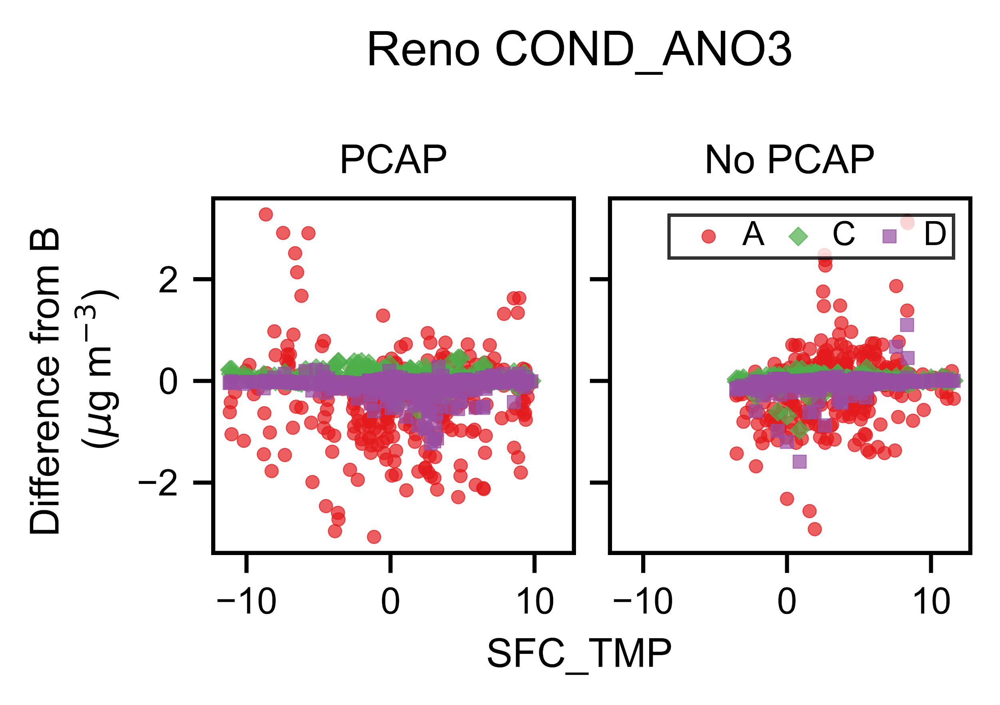 Reno COND_ANO3
PCAP
No PCAP
Difference from B
(μg m⁻³)
2
0
−2
A
C
D
−10
0
10
−10
0
10
SFC_TMP